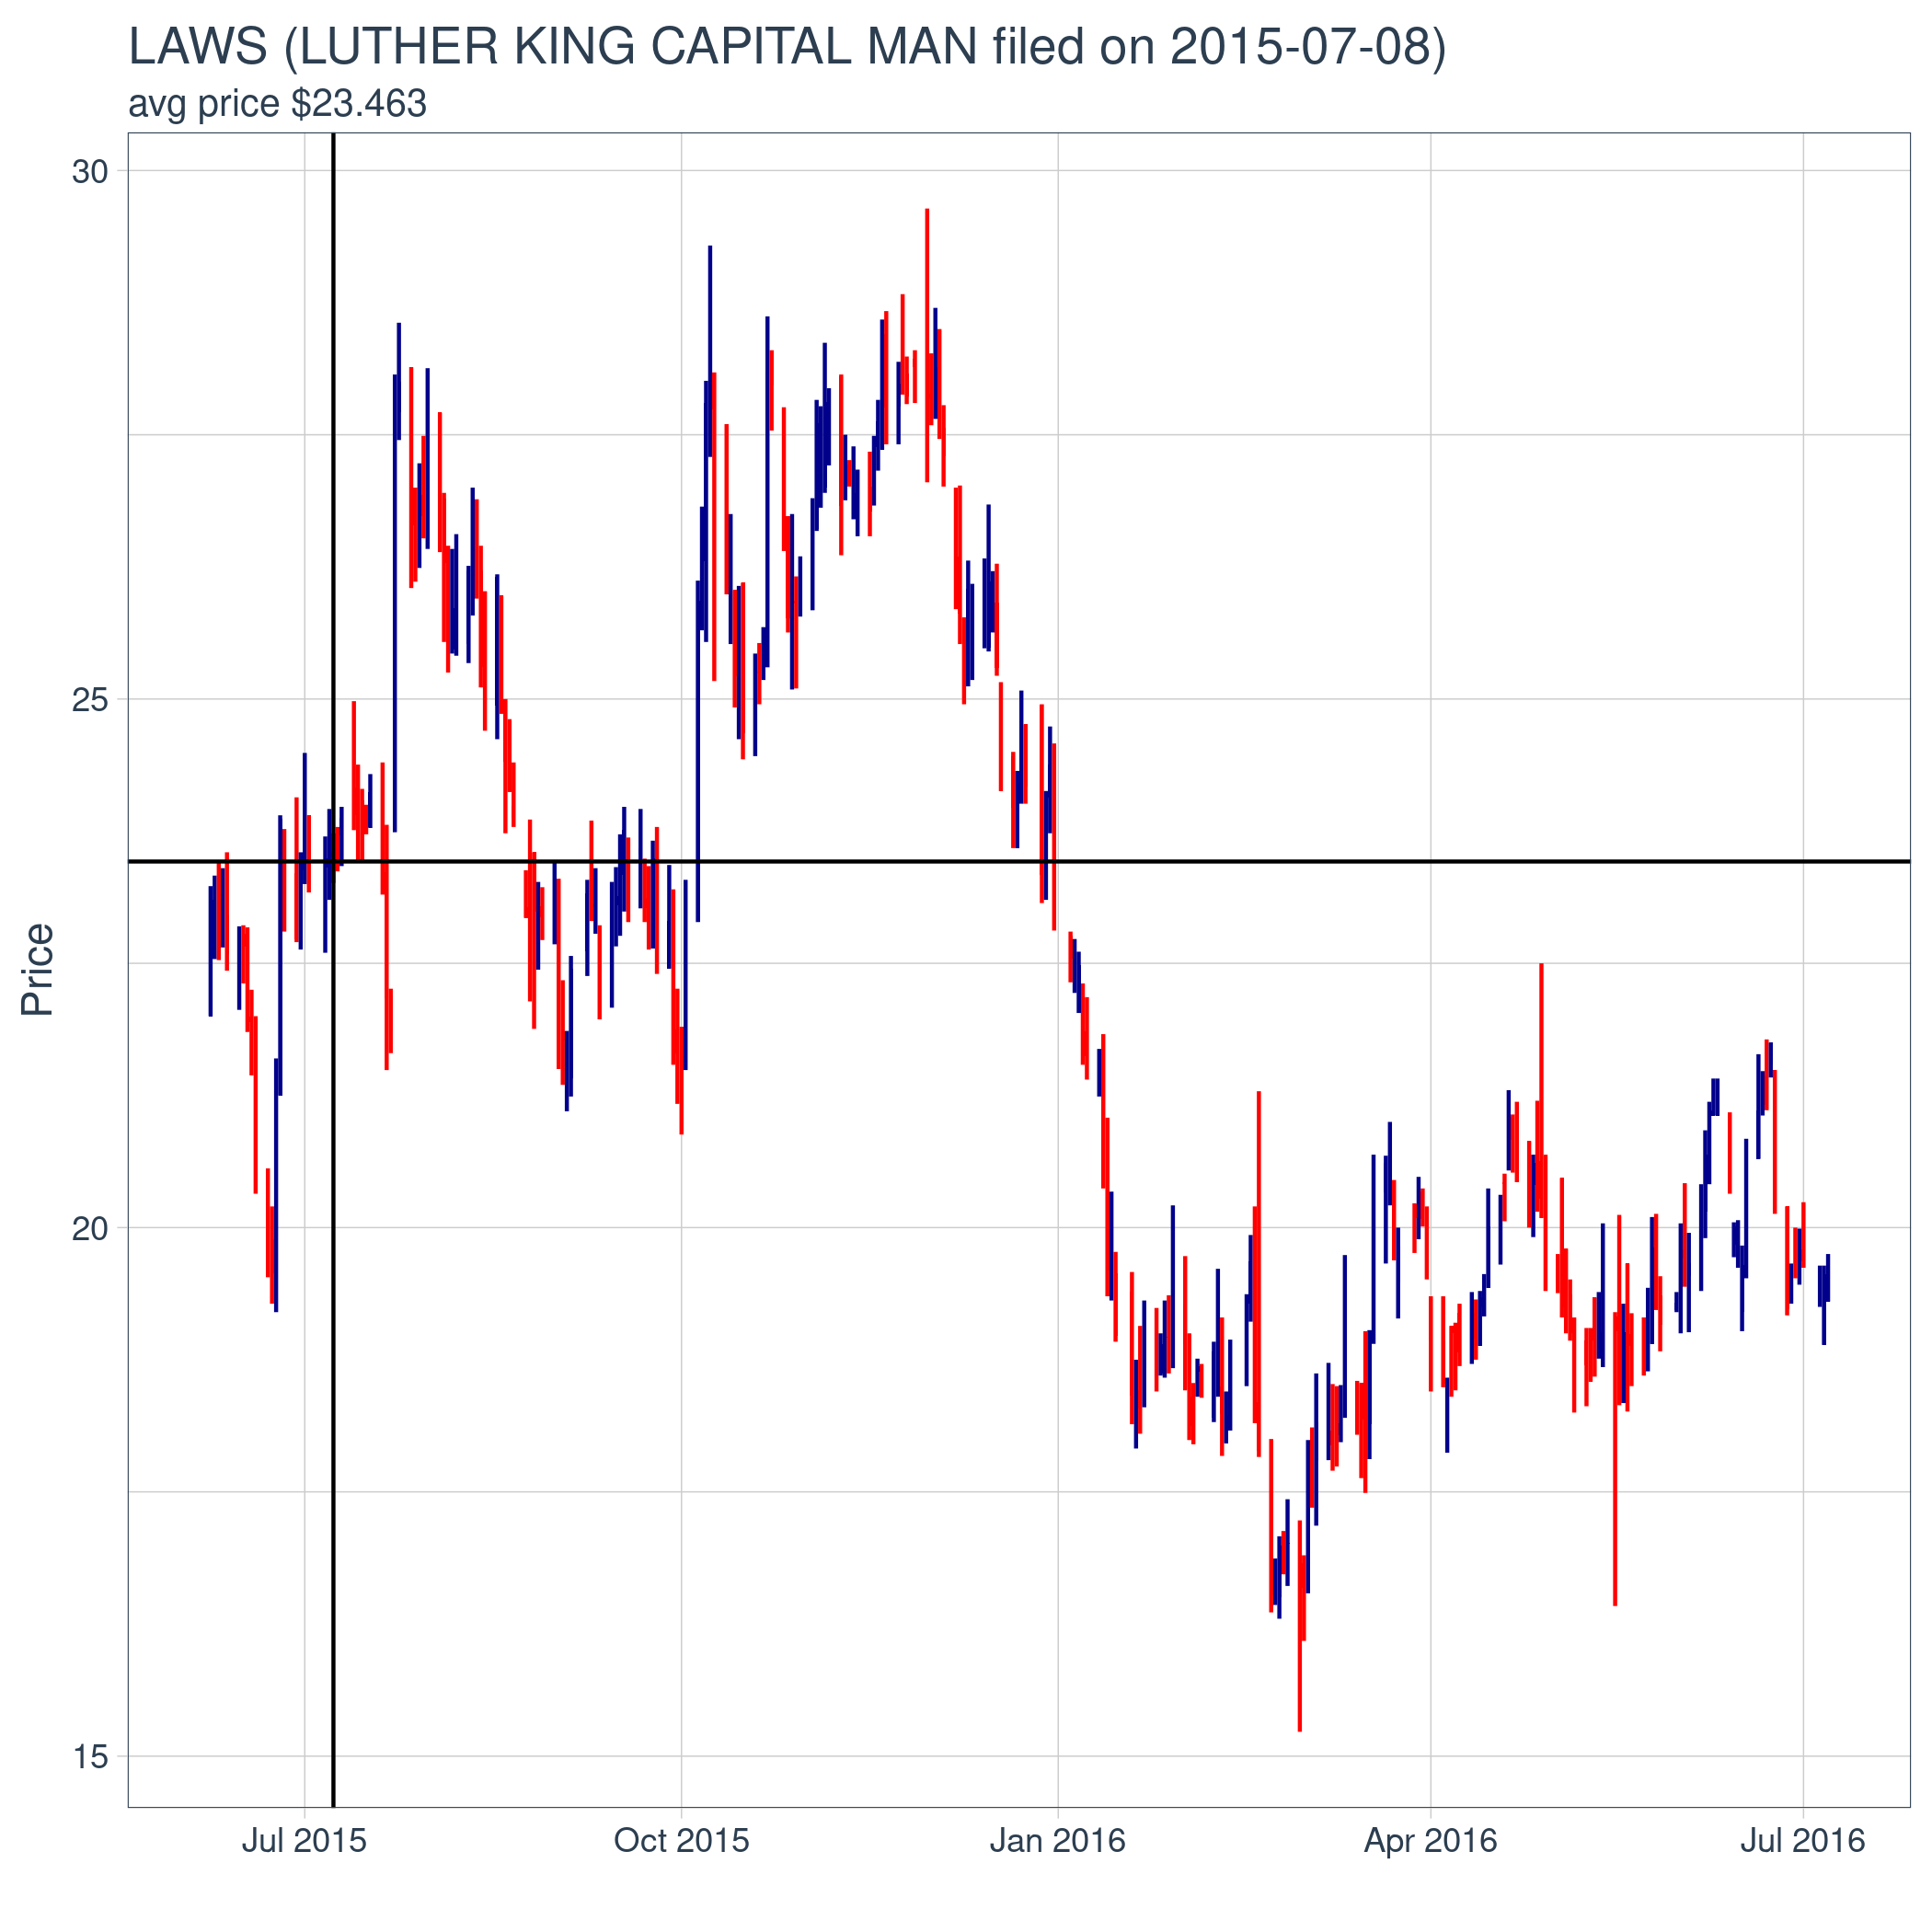 LAWS (LUTHER KING CAPITAL MAN filed on 2015-07-08)
avg price $23.463
30
25
20
15
Price
Jul 2015 Oct 2015 Jan 2016 Apr 2016 Jul 2016